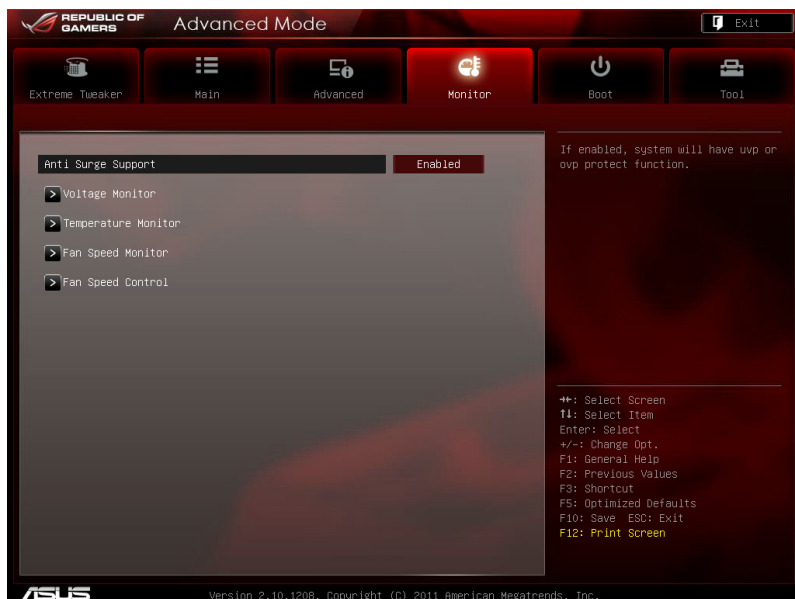 REPUBLIC OF
GAMERS
Advanced Mode
Exit
Extreme Tweaker
Main
Advanced
Monitor
Boot
Tool
Anti Surge Support
Enabled
> Voltage Monitor
> Temperature Monitor
> Fan Speed Monitor
> Fan Speed Control
If enabled, system will have uvp or
ovp protect function.
→←: Select Screen
↑↓: Select Item
Enter: Select
+/-: Change Opt.
F1: General Help
F2: Previous Values
F3: Shortcut
F5: Optimized Defaults
F10: Save ESC: Exit
F12: Print Screen
ASUS
Version 2.10.1208. Copyright (C) 2011 American Megatrends, Inc.